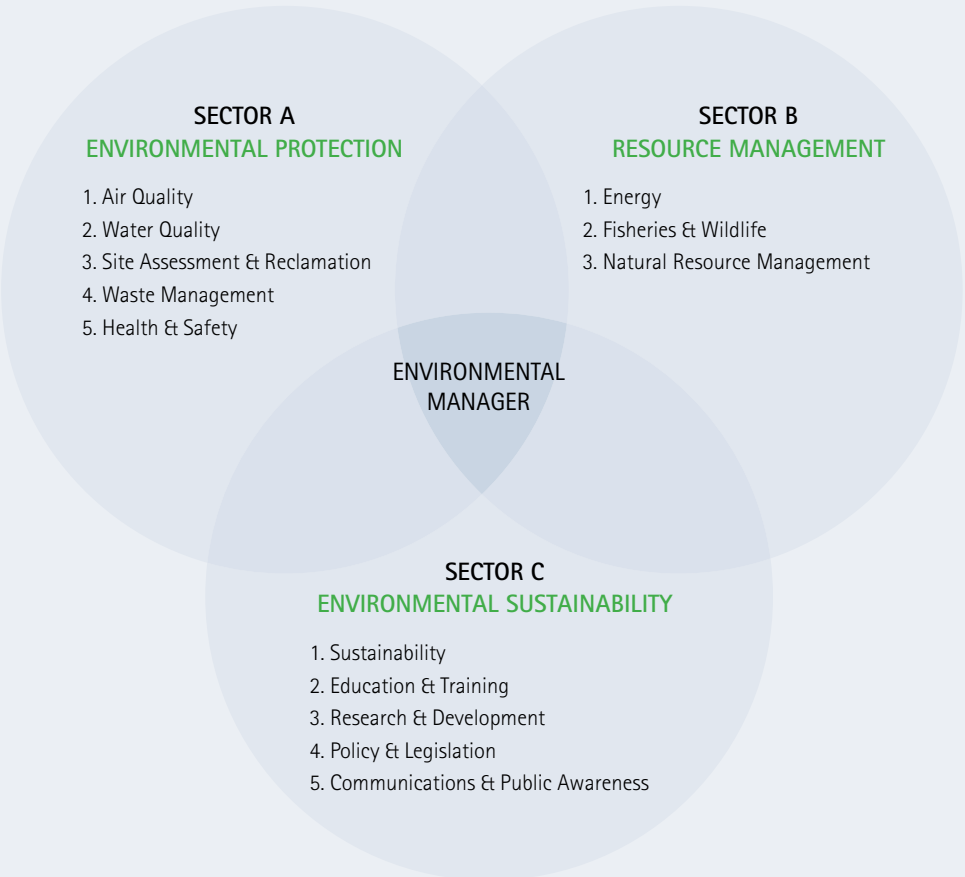 SECTOR A
ENVIRONMENTAL PROTECTION
1. Air Quality
2. Water Quality
3. Site Assessment & Reclamation
4. Waste Management
5. Health & Safety
SECTOR B
RESOURCE MANAGEMENT
1. Energy
2. Fisheries & Wildlife
3. Natural Resource Management
ENVIRONMENTAL
MANAGER
SECTOR C
ENVIRONMENTAL SUSTAINABILITY
1. Sustainability
2. Education & Training
3. Research & Development
4. Policy & Legislation
5. Communications & Public Awareness